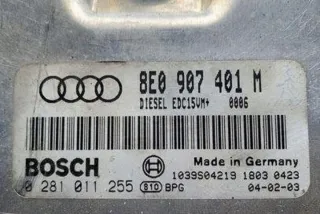 8E0 907 401 M
DIESEL EDC15VM+ 0006
BOSCH
Made in Germany
1039S04219 1803 0423
0 281 011 255 810 BPG 04-02-03